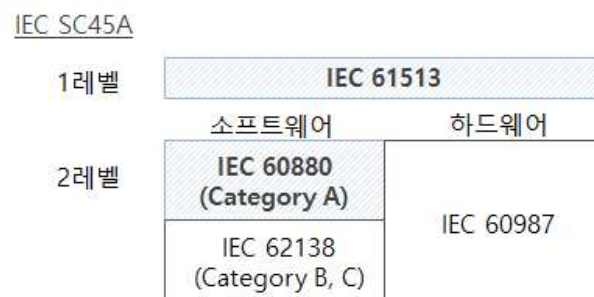 IEC SC45A
1레벨
IEC 61513
소프트웨어
하드웨어
2레벨
IEC 60880
(Category A)
IEC 60987
IEC 62138
(Category B, C)